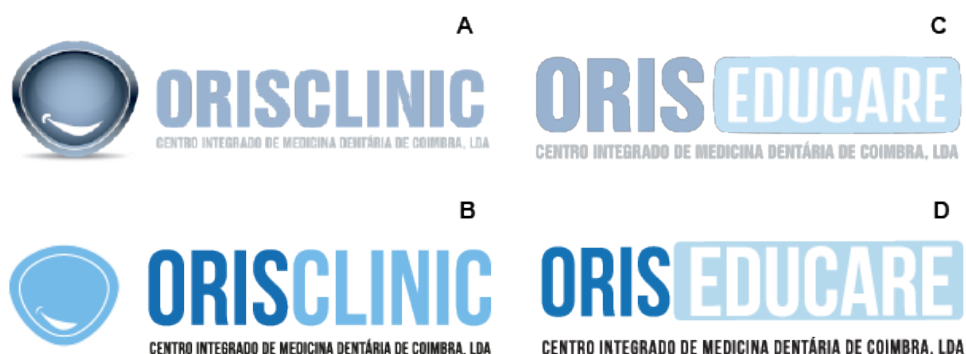 A
ORISCLINIC
CENTRO INTEGRADO DE MEDICINA DENTÁRIA DE COIMBRA, LDA
C
ORIS EDUCARE
CENTRO INTEGRADO DE MEDICINA DENTÁRIA DE COIMBRA, LDA
B
ORISCLINIC
CENTRO INTEGRADO DE MEDICINA DENTÁRIA DE COIMBRA, LDA
D
ORIS EDUCARE
CENTRO INTEGRADO DE MEDICINA DENTÁRIA DE COIMBRA, LDA